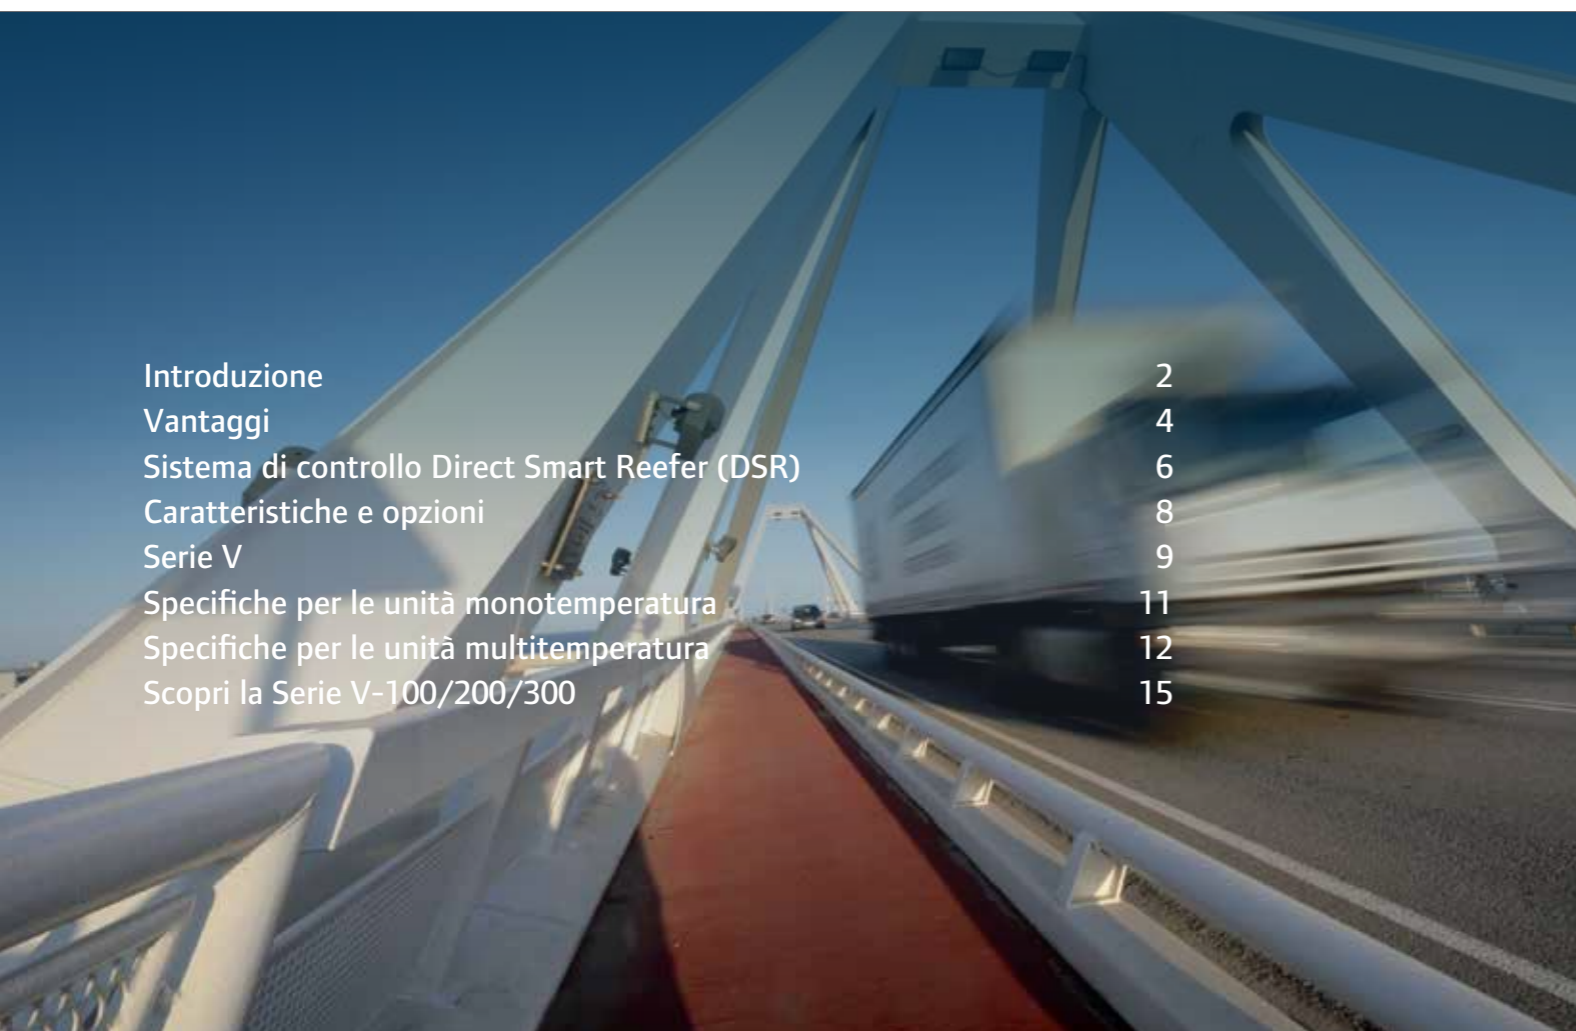 Introduzione 2
Vantaggi 4
Sistema di controllo Direct Smart Reefer (DSR) 6
Caratteristiche e opzioni 8
Serie V 9
Specifiche per le unità monotemperatura 11
Specifiche per le unità multitemperatura 12
Scopri la Serie V-100/200/300 15